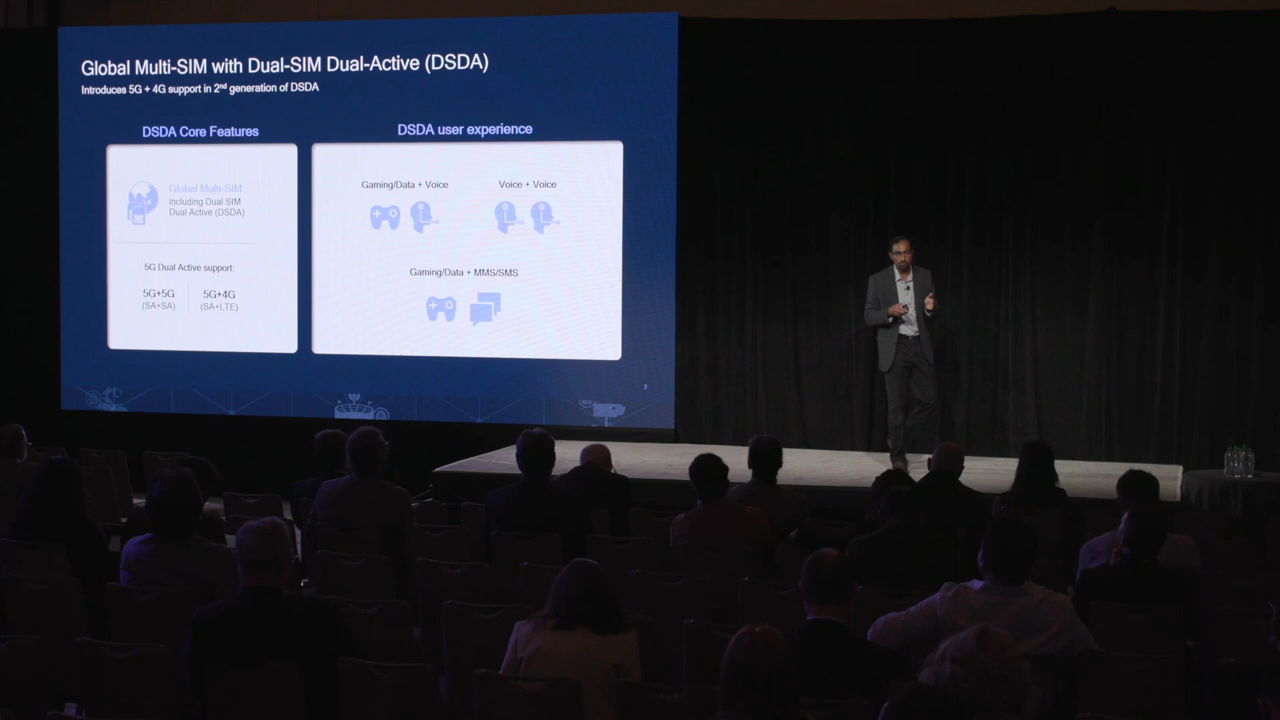 Global Multi-SIM with Dual-SIM Dual-Active (DSDA)
Introduces 5G + 4G support in 2nd generation of DSDA
DSDA Core Features
Global Multi-SIM
including Dual SIM
Dual Active (DSDA)
5G Dual Active support:
5G+5G
(SA+SA)
5G+4G
(SA+LTE)
DSDA user experience
Gaming/Data + Voice
Voice + Voice
Gaming/Data + MMS/SMS
7